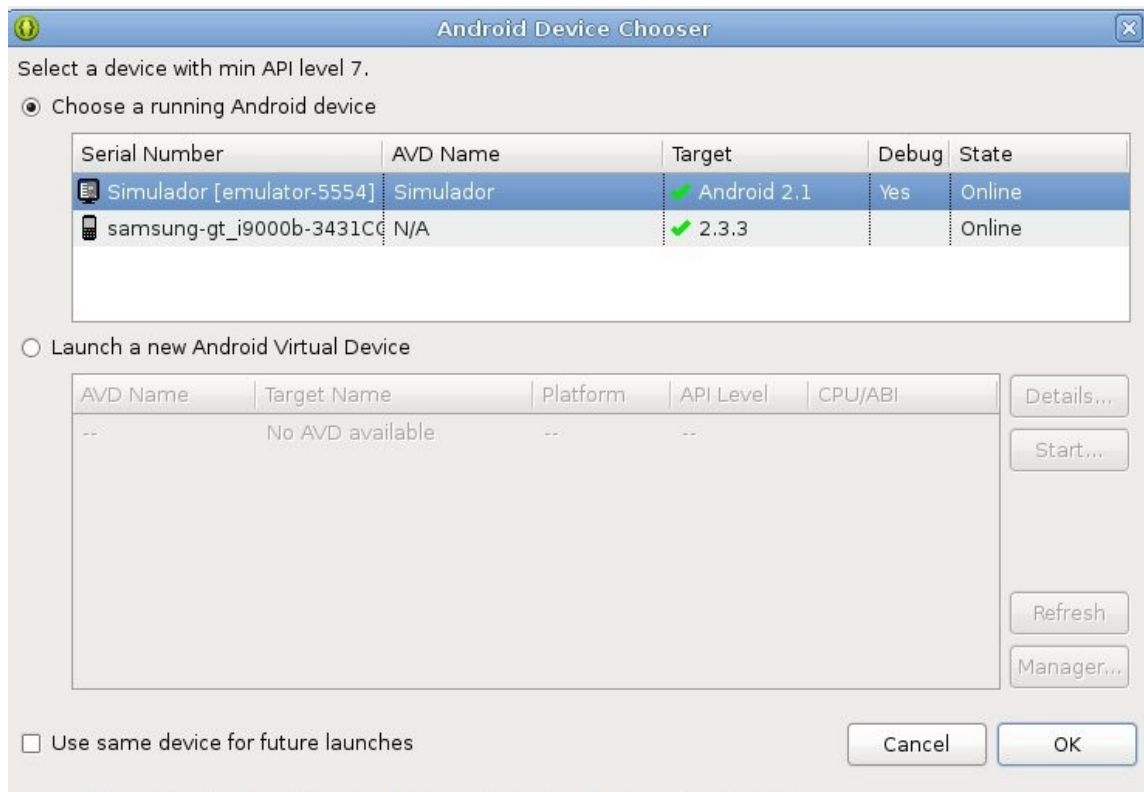 Android Device Chooser
Select a device with min API level 7.
Choose a running Android device
Serial Number AVD Name Target Debug State
Simulador [emulator-5554] Simulador Android 2.1 Yes Online
samsung-gt_i9000b-3431CC N/A 2.3.3 Online
Launch a new Android Virtual Device
AVD Name Target Name Platform API Level CPU/ABI Details...
-- No AVD available -- --
Start...
Refresh
Manager...
Use same device for future launches Cancel OK